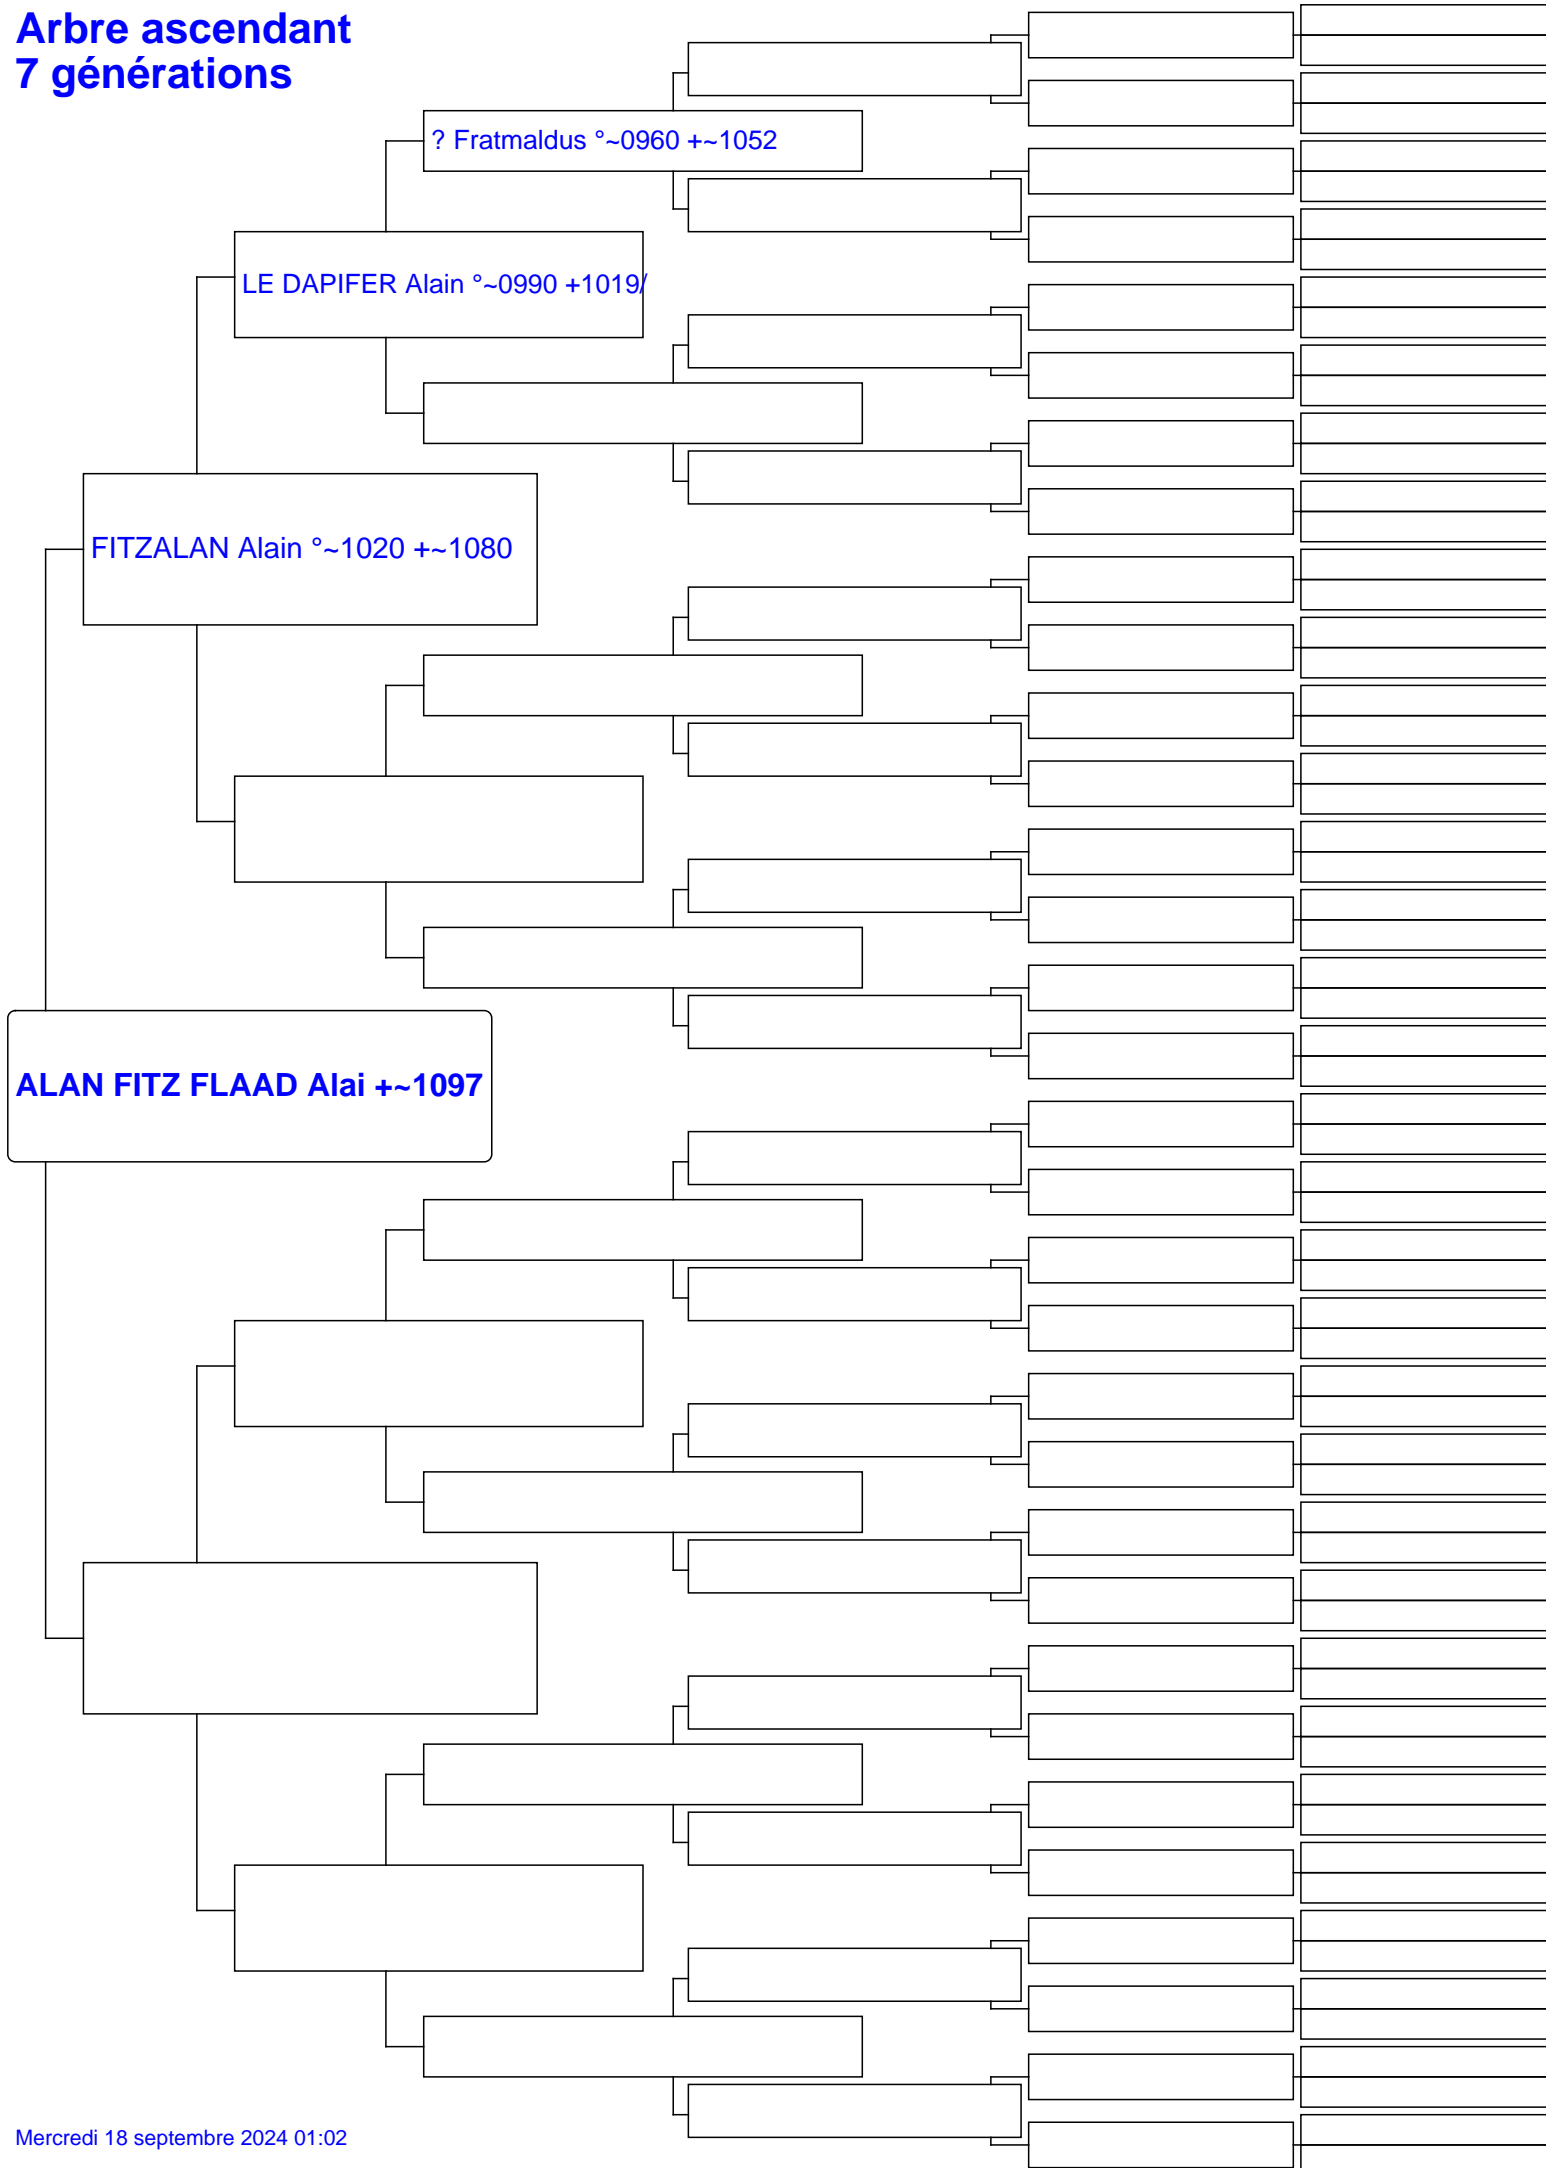 Arbre ascendant
7 générations
? Fratmaldus °~0960 +~1052
LE DAPIFER Alain °~0990 +1019/
FITZALAN Alain °~1020 +~1080
ALAN FITZ FLAAD Alai +~1097
Mercredi 18 septembre 2024 01:02